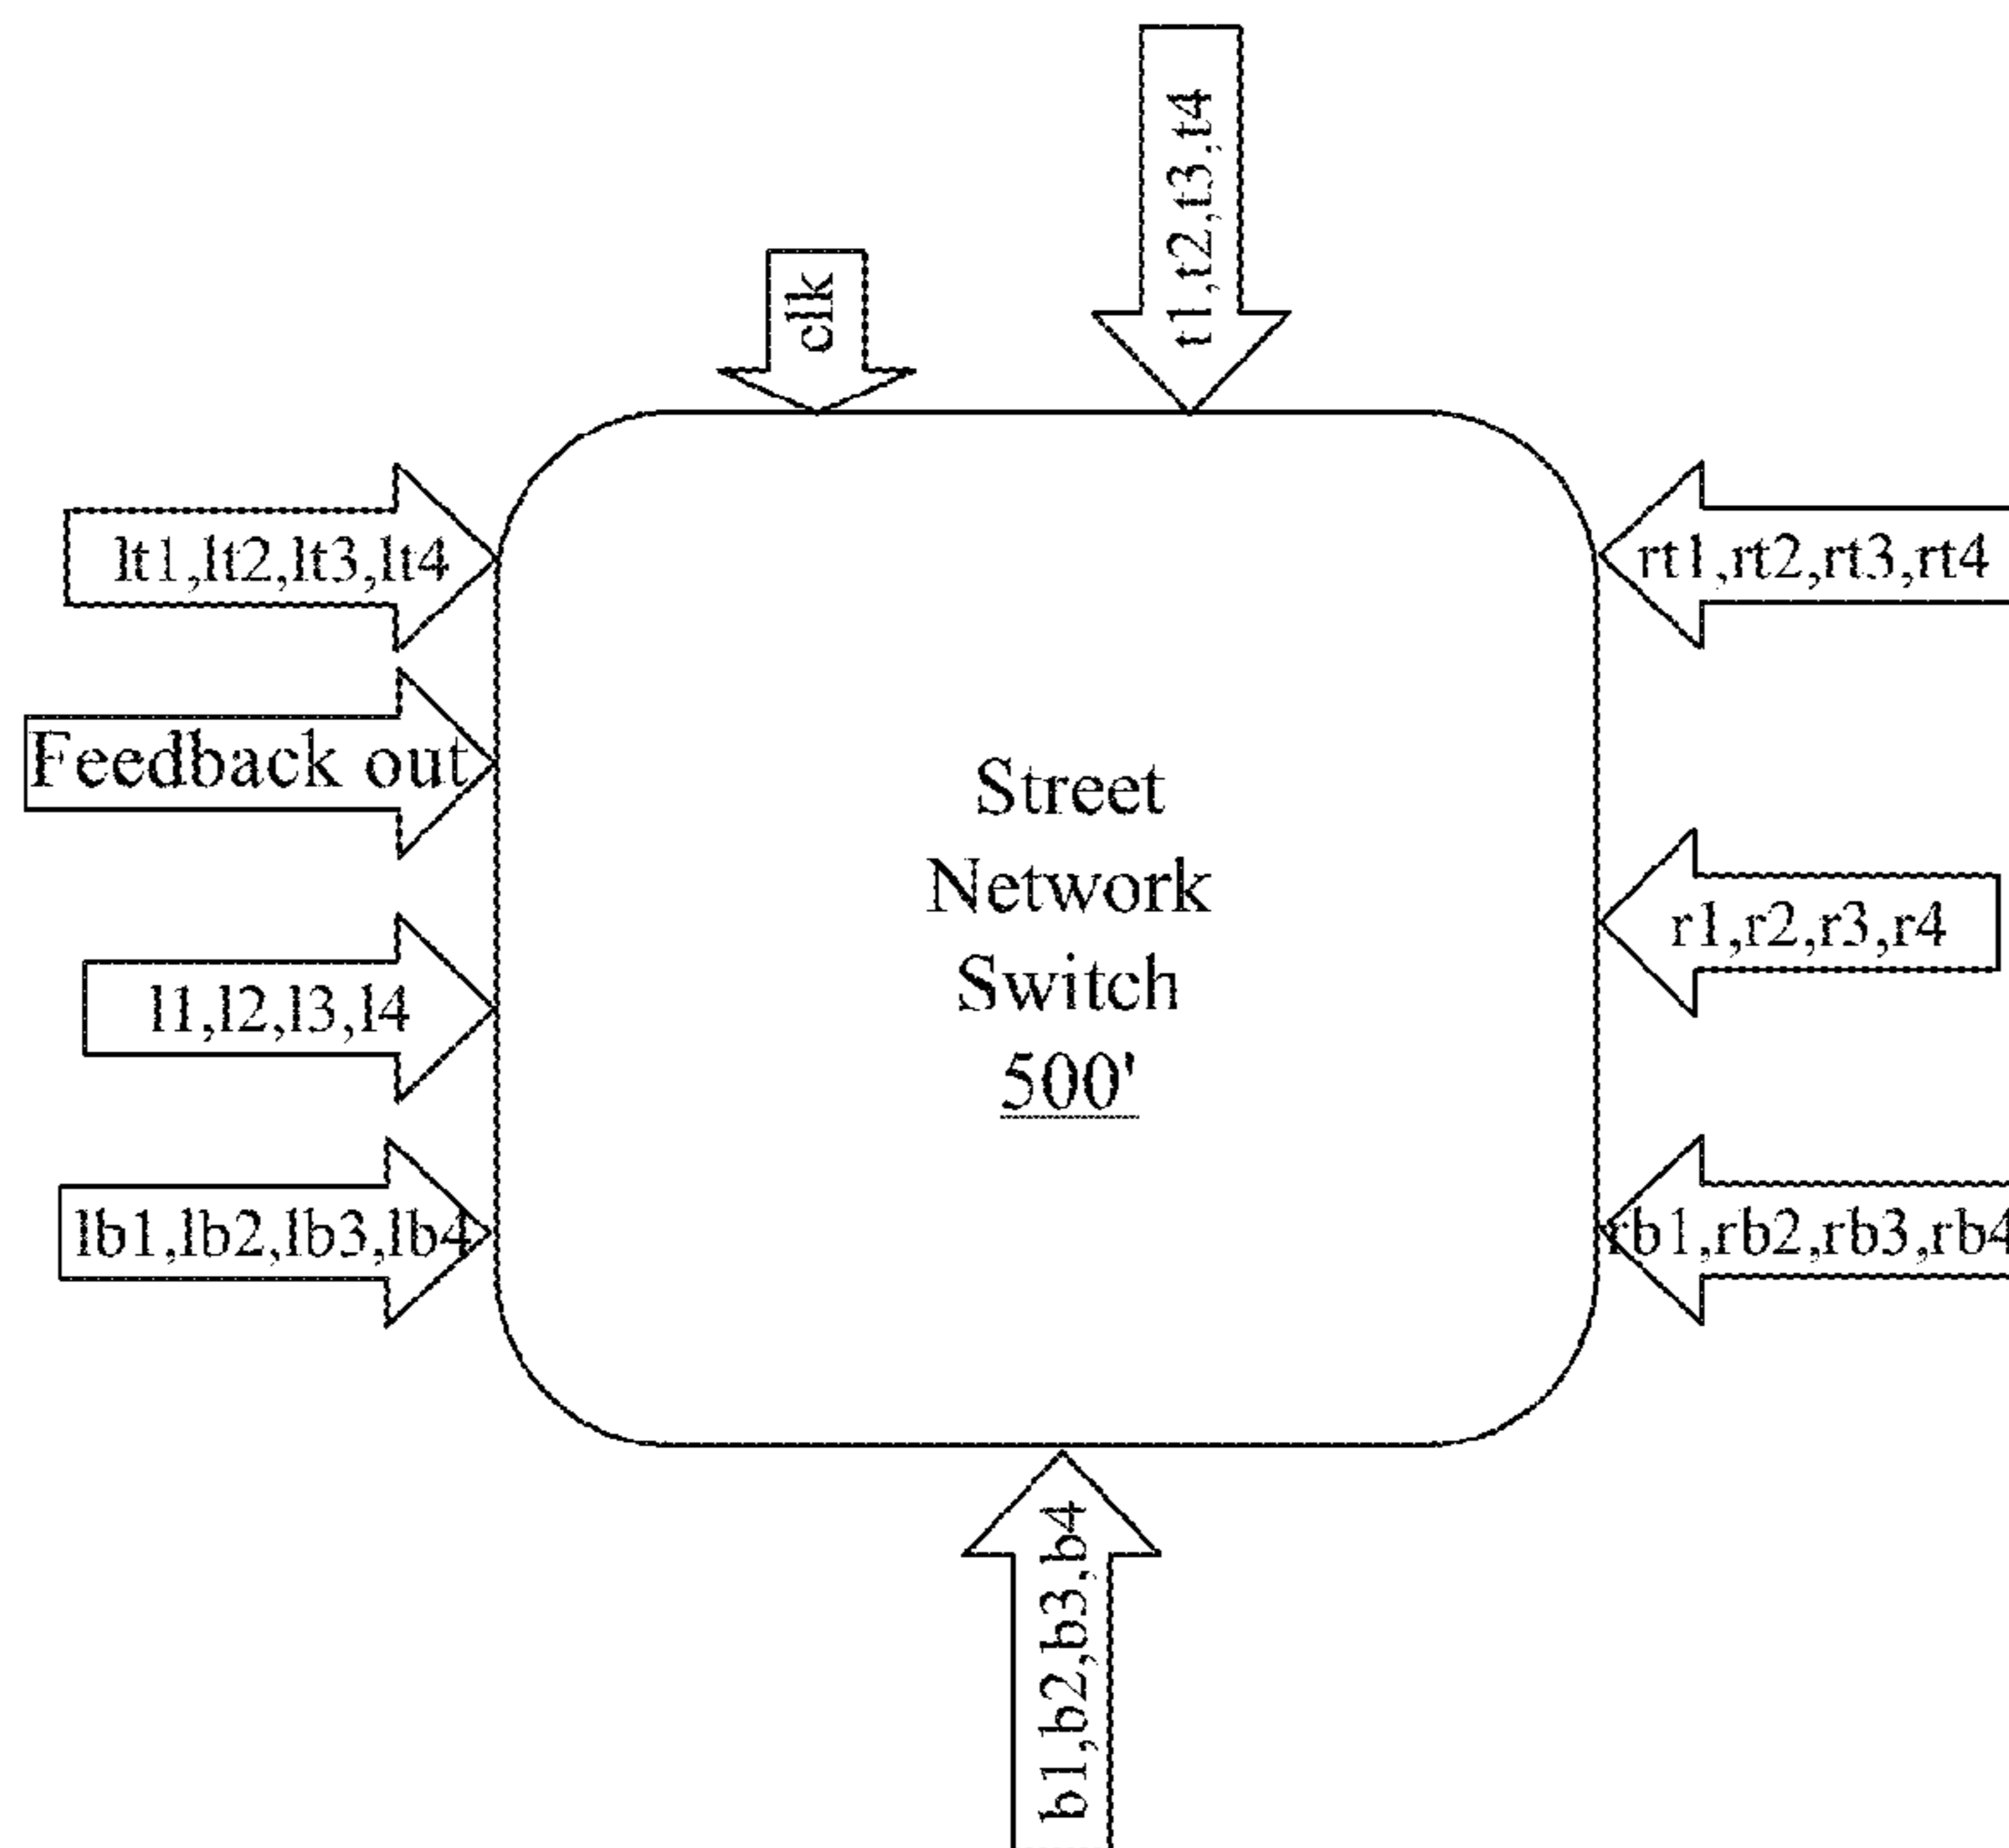 t1,t2,t3,t4
clk
lt1,lt2,lt3,lt4
rt1,rt2,rt3,rt4
Feedback out
Street
Network
Switch
500'
r1,r2,r3,r4
l1,l2,l3,l4
lb1,lb2,lb3,lb4
rb1,rb2,rb3,rb4
b1,b2,b3,b4